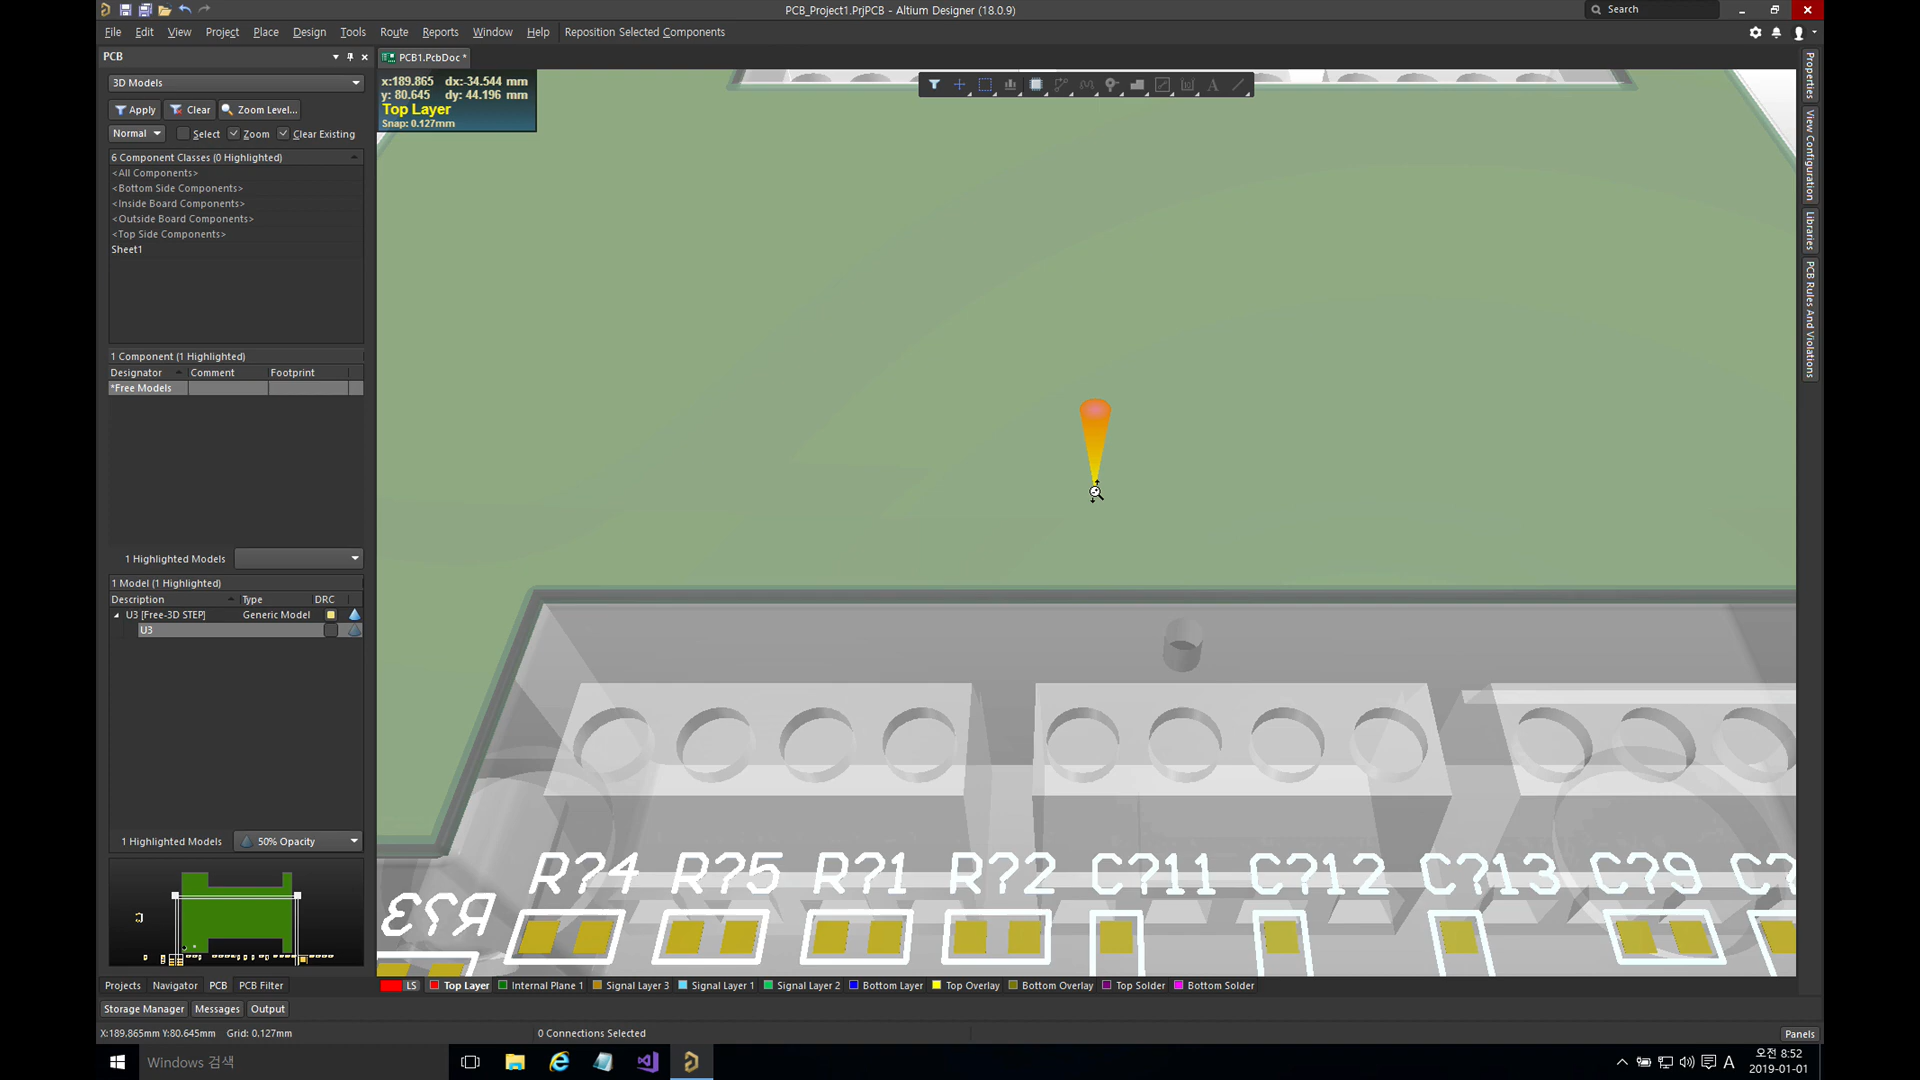 PCB_Project1.PrjPCB - Altium Designer (18.0.9)
Search
File Edit View Project Place Design Tools Route Reports Window Help Reposition Selected Components
PCB
PCB1.PcbDoc *
3D Models
Apply Clear Zoom Level...
Normal Select Zoom Clear Existing
6 Component Classes (0 Highlighted)
<All Components>
<Bottom Side Components>
<Inside Board Components>
<Outside Board Components>
<Top Side Components>
Sheet1
1 Component (1 Highlighted)
Designator Comment Footprint
*Free Models
1 Highlighted Models
1 Model (1 Highlighted)
Description Type DRC
U3 [Free-3D STEP] Generic Model
U3
1 Highlighted Models 50% Opacity
x:189.865 dx:-34.544 mm
y: 80.645 dy: 44.196 mm
Top Layer
Snap: 0.127mm
R?4 R?5 R?1 R?2 C?11 C?12 C?13 C?9 C?
R?3
Properties
View Configuration
Libraries
PCB Rules And Violations
Projects Navigator PCB PCB Filter
LS Top Layer Internal Plane 1 Signal Layer 3 Signal Layer 1 Signal Layer 2 Bottom Layer Top Overlay Bottom Overlay Top Solder Bottom Solder
Storage Manager Messages Output
X:189.865mm Y:80.645mm Grid: 0.127mm 0 Connections Selected Panels
Windows 검색
A
오전 8:52
2019-01-01